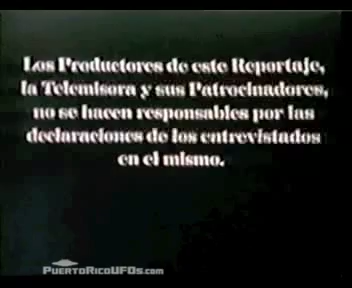 Los Productores de este Reportaje,
la Telemisora y sus Patrocinadores,
no se hacen responsables por las
declaraciones de los entrevistados
en el mismo.
PUERTORICOUFOS.COM